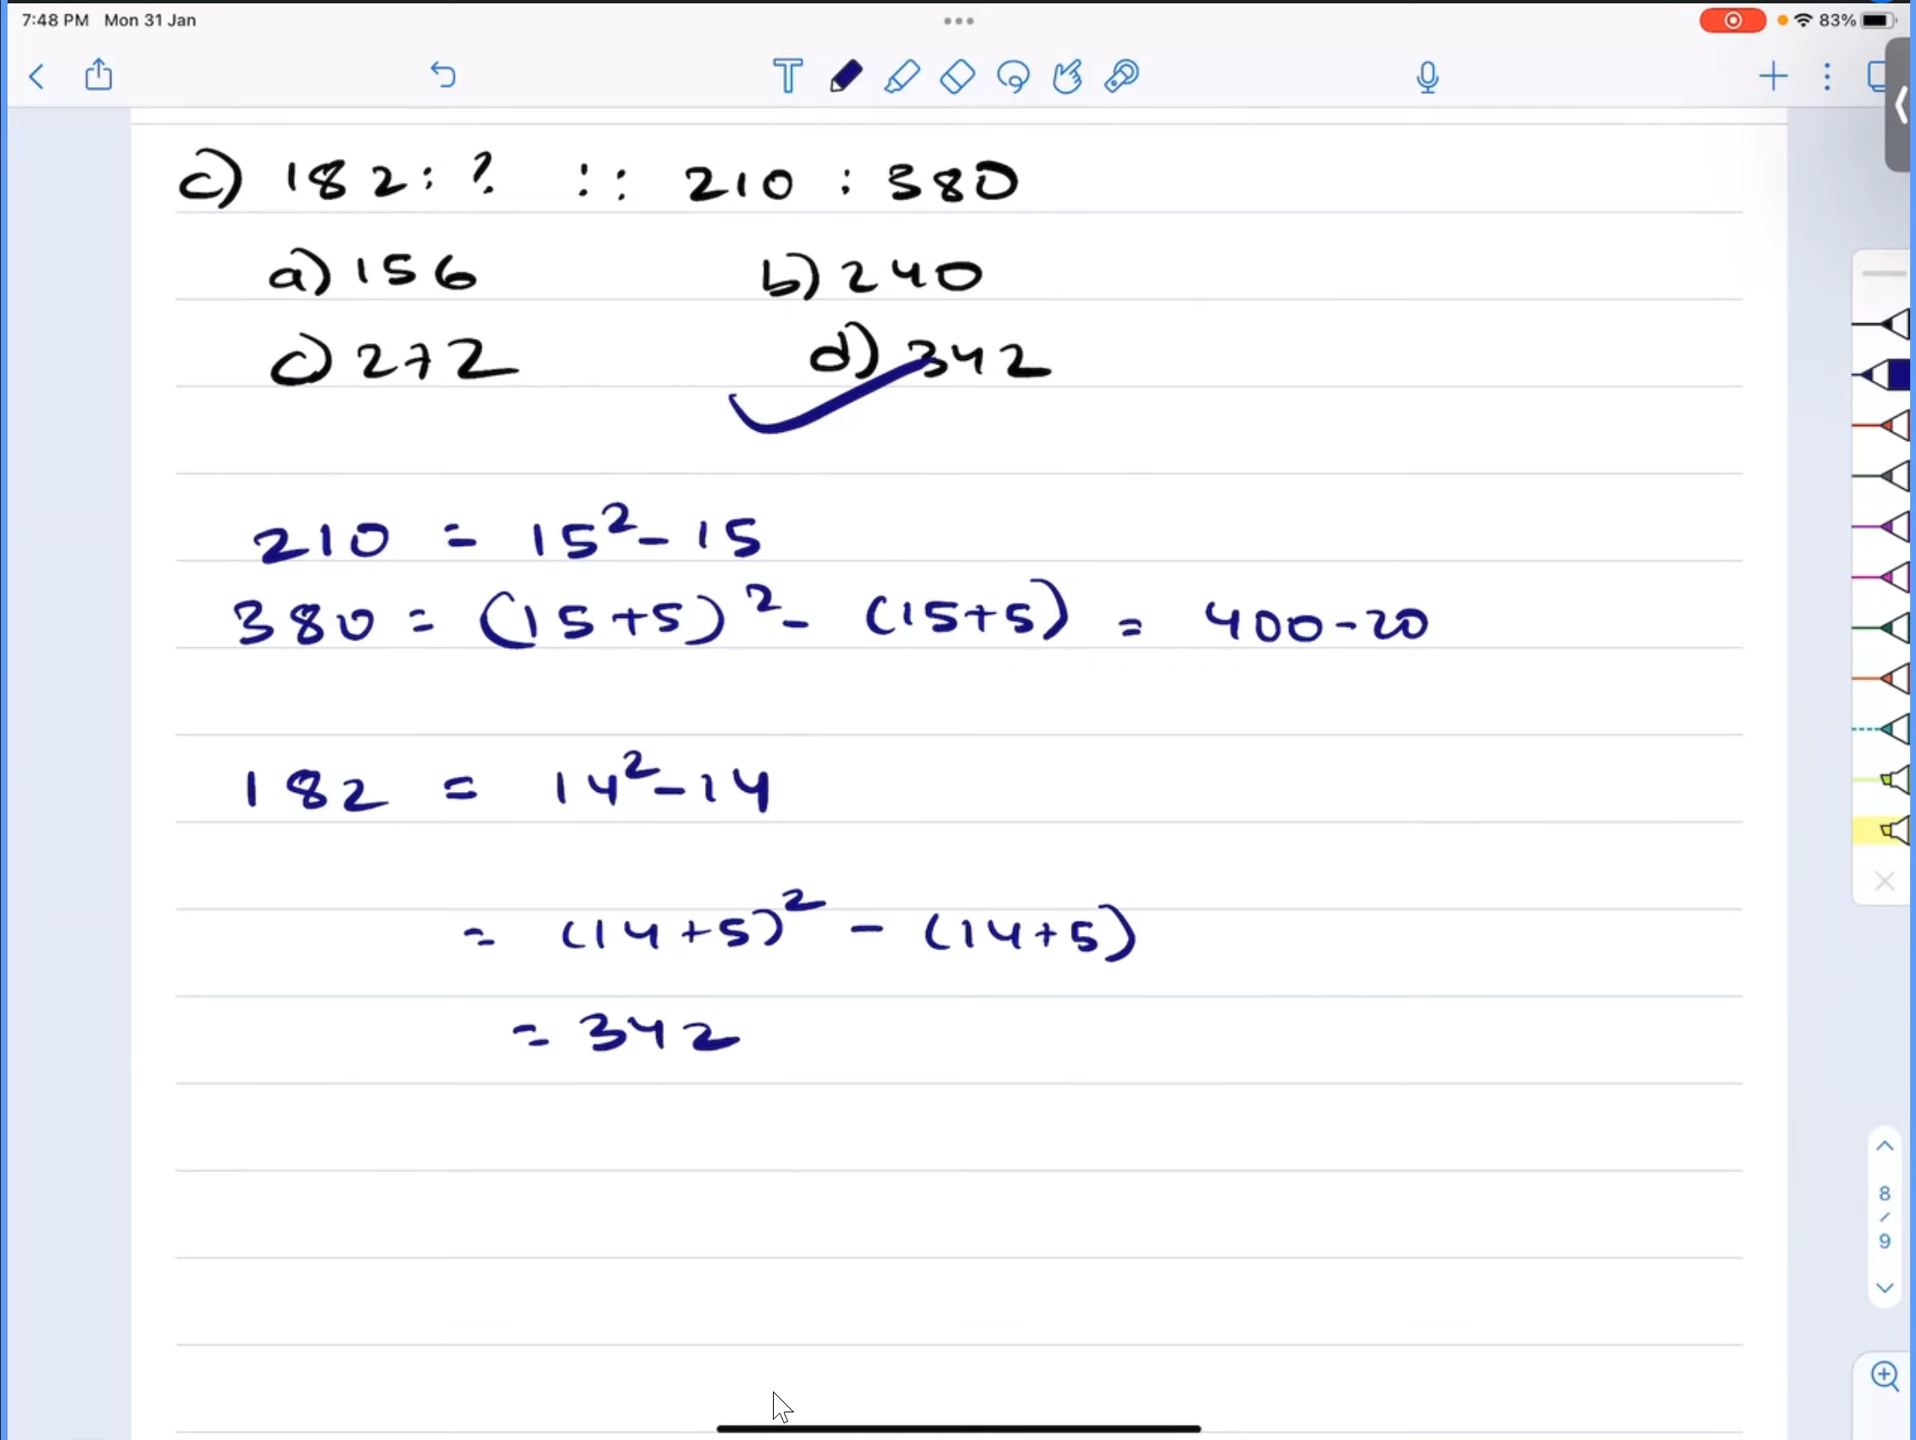 7:48 PM Mon 31 Jan
83%
T
c) 182 : ? :: 210 : 380
a) 156 b) 240
c) 272 d) 342
210 = 15² - 15
380 = (15+5)² - (15+5) = 400-20
182 = 14² - 14
= (14+5)² - (14+5)
= 342
8
/
9